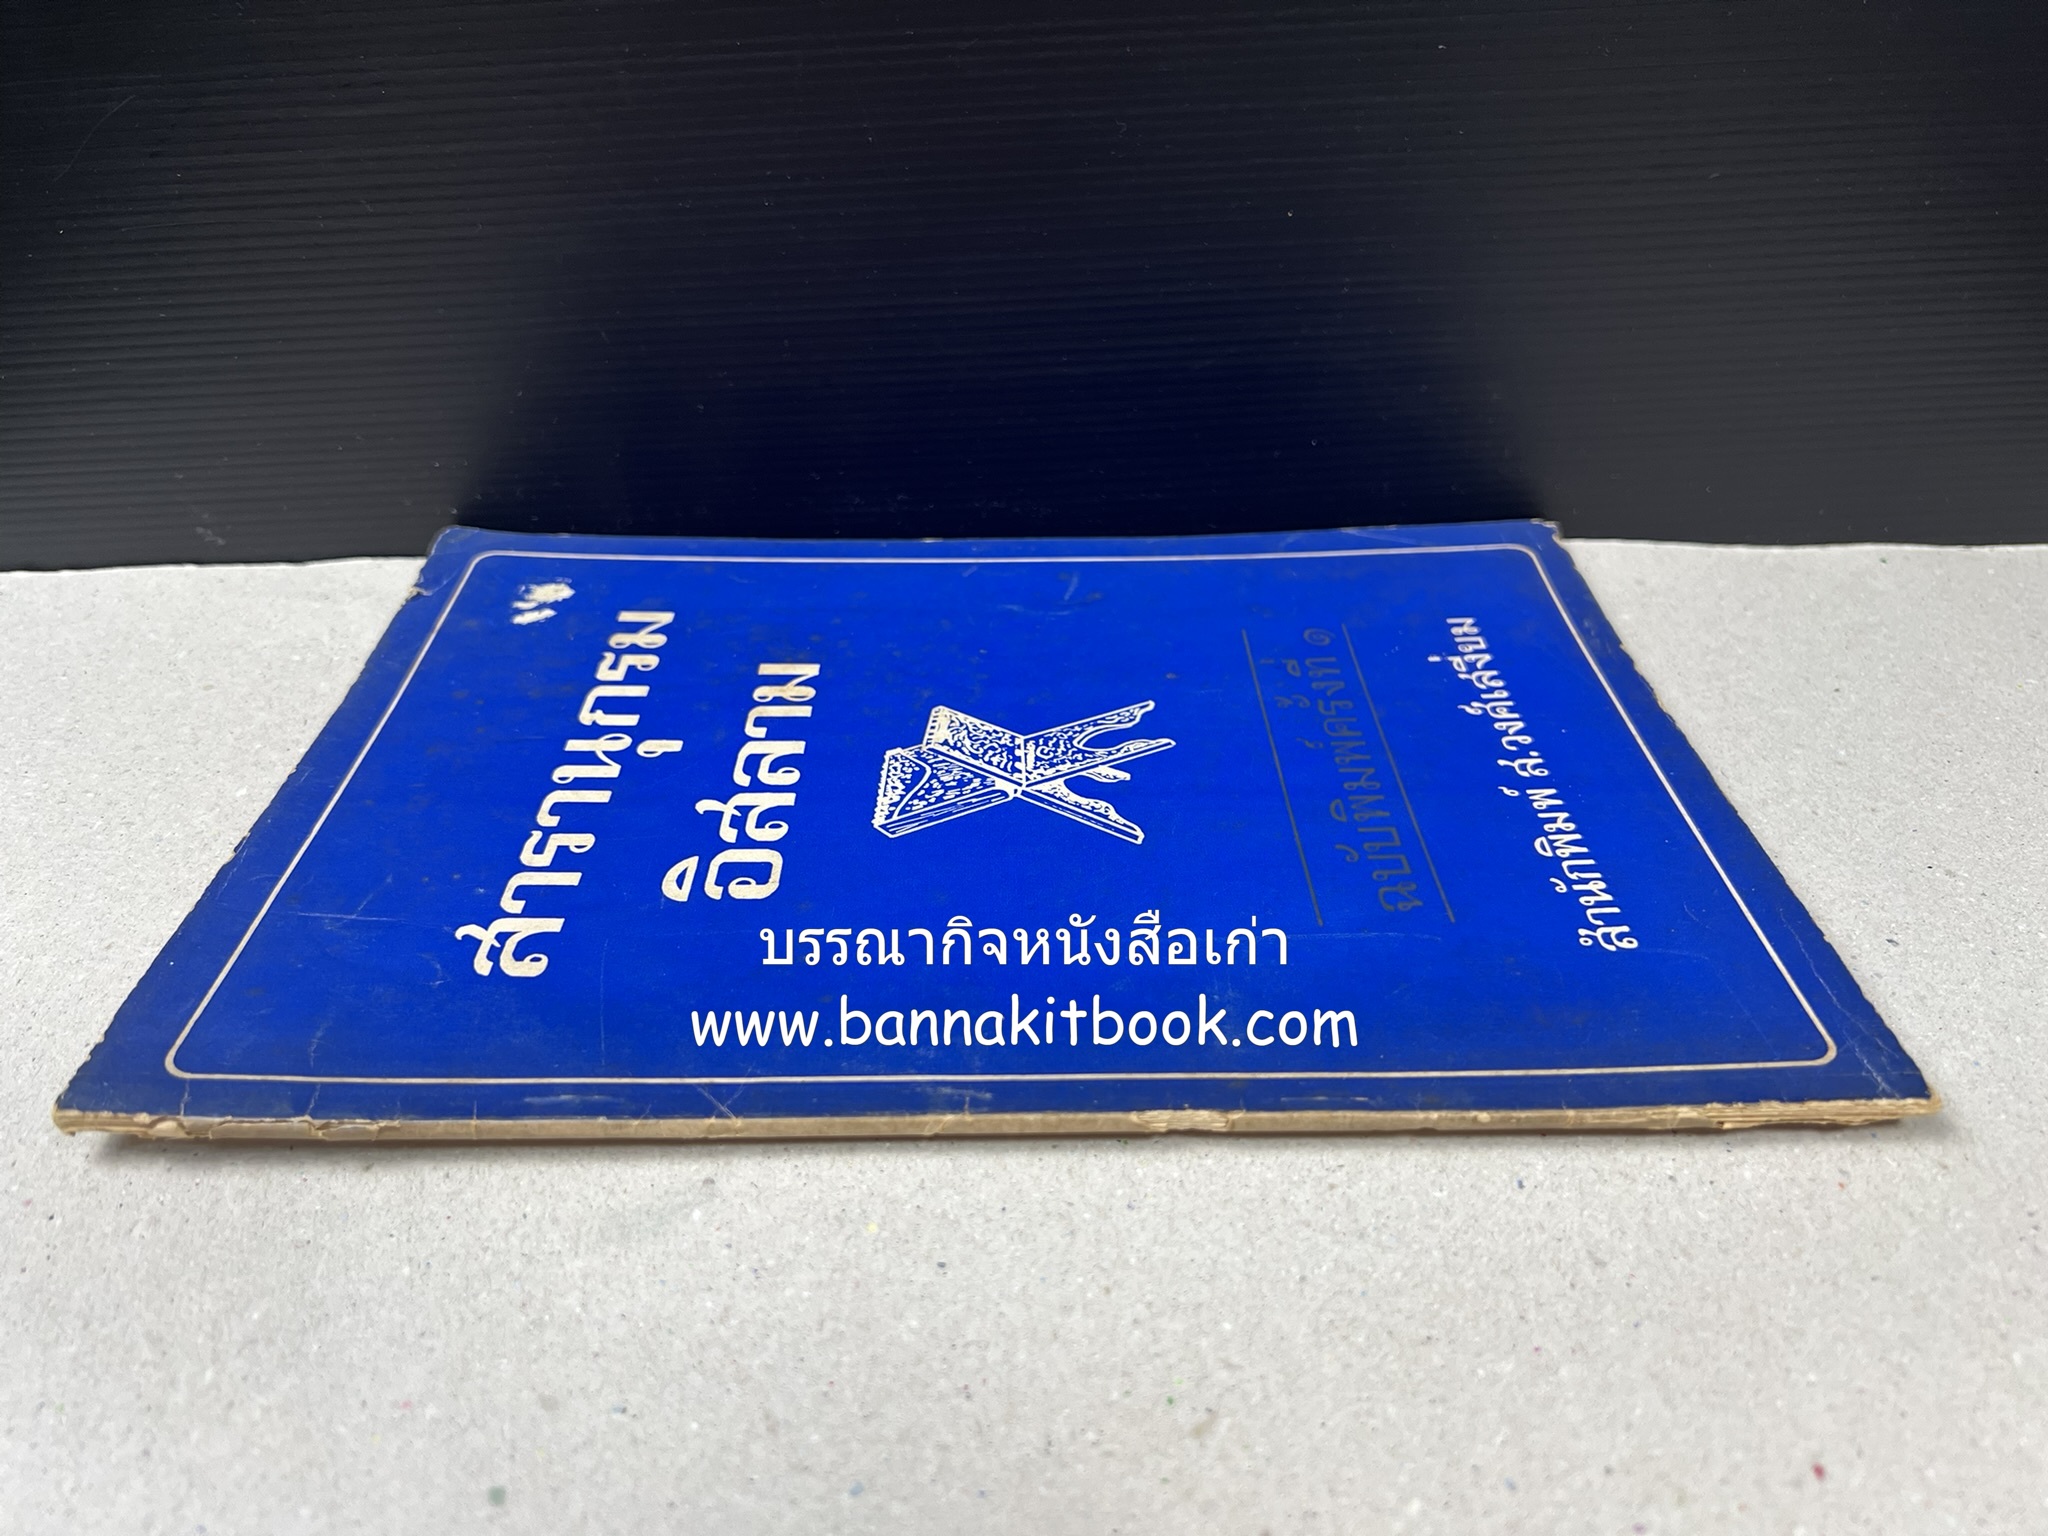 สารานุกรม
อิสลาม
ฉบับพิมพ์ครั้งที่ ๑
สำนักพิมพ์ ส.วงศ์เสงี่ยม
บรรณากิจหนังสือเก่า
www.bannakitbook.com